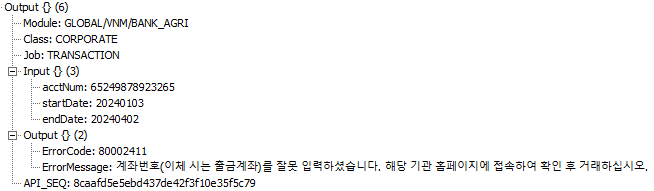 Output {} (6)
Module: GLOBAL/VNM/BANK_AGRI
Class: CORPORATE
Job: TRANSACTION
Input {} (3)
acctNum: 65249878923265
startDate: 20240103
endDate: 20240402
Output {} (2)
ErrorCode: 80002411
ErrorMessage: 계좌번호(이체 시는 출금계좌)를 잘못 입력하셨습니다. 해당 기관 홈페이지에 접속하여 확인 후 거래하십시오.
API_SEQ: 8caafd5e5ebd437de42f3f10e35f5c79